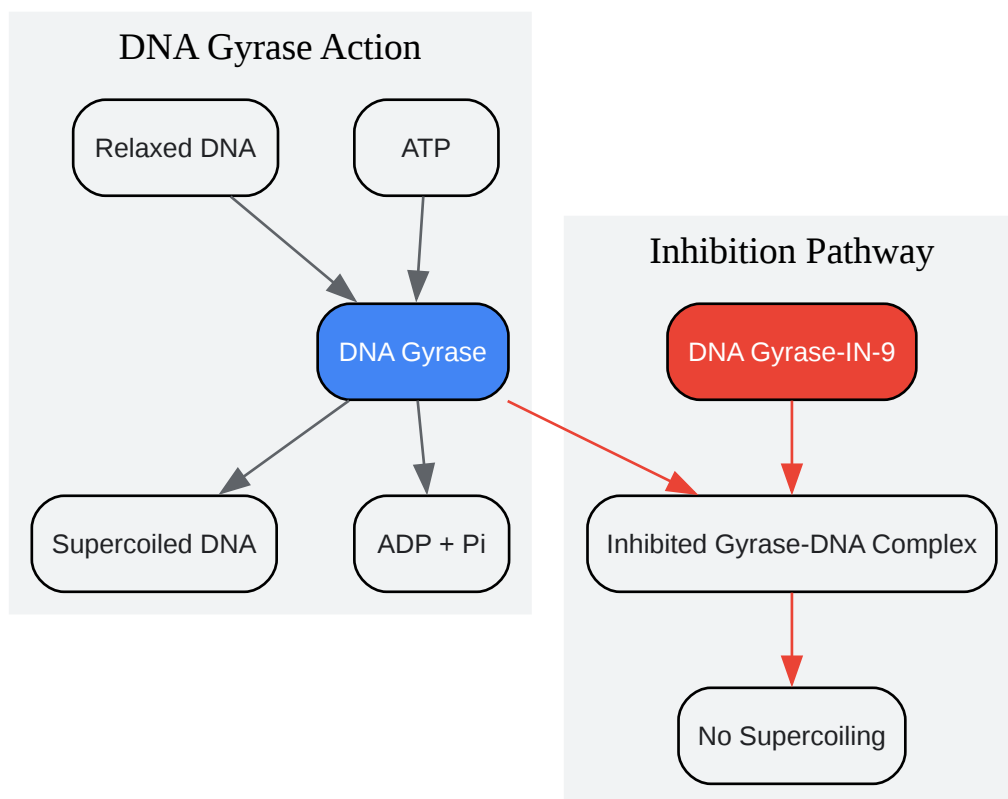 DNA Gyrase Action
Relaxed DNA
ATP
DNA Gyrase
Supercoiled DNA
ADP + Pi
Inhibition Pathway
DNA Gyrase-IN-9
Inhibited Gyrase-DNA Complex
No Supercoiling